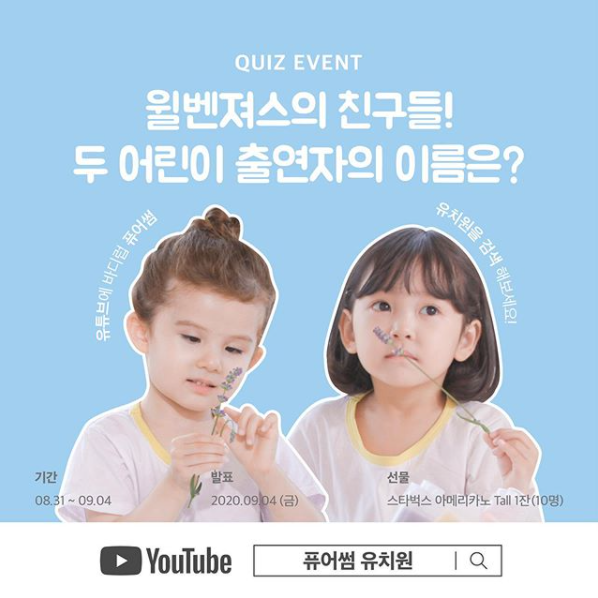 QUIZ EVENT
윌벤져스의 친구들!
두 어린이 출연자의 이름은?
유튜브에 바디럽 퓨어썸
유치원을 검색 해보세요!
기간
08.31 ~ 09.04
발표
2020.09.04 (금)
선물
스타벅스 아메리카노 Tall 1잔 (10명)
YouTube
퓨어썸 유치원